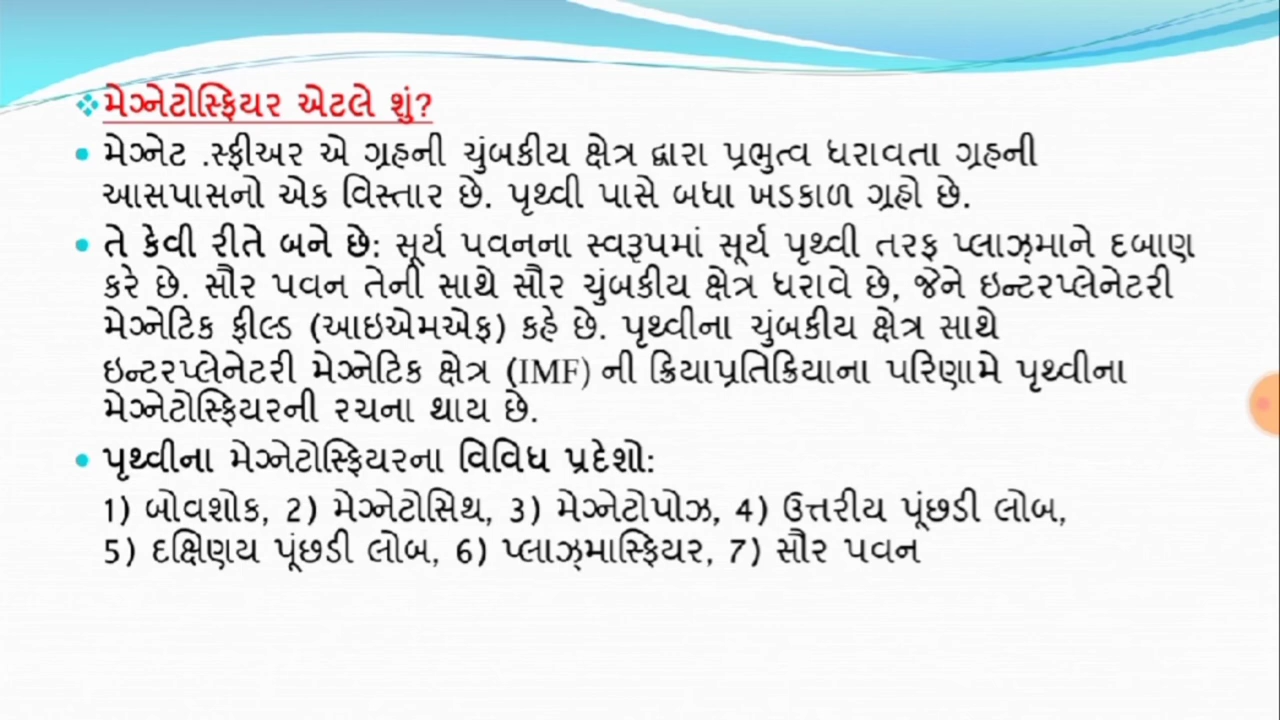 મેગ્નેટોસ્ફિયર એટલે શું?
મેગ્નેટ .સ્ફીઅર એ ગ્રહની ચુંબકીય ક્ષેત્ર દ્વારા પ્રભુત્વ ધરાવતા ગ્રહની
આસપાસનો એક વિસ્તાર છે. પૃથ્વી પાસે બધા ખડકાળ ગ્રહો છે.
તે કેવી રીતે બને છે: સૂર્ય પવનના સ્વરૂપમાં સૂર્ય પૃથ્વી તરફ પ્લાઝ્માને દબાણ
કરે છે. સૌર પવન તેની સાથે સૌર ચુંબકીય ક્ષેત્ર ધરાવે છે, જેને ઇન્ટરપ્લેનેટરી
મેગ્નેટિક ફીલ્ડ (આઇએમએફ) કહે છે. પૃથ્વીના ચુંબકીય ક્ષેત્ર સાથે
ઇન્ટરપ્લેનેટરી મેગ્નેટિક ક્ષેત્ર (IMF) ની ક્રિયાપ્રતિક્રિયાના પરિણામે પૃથ્વીના
મેગ્નેટોસ્ફિયરની રચના થાય છે.
પૃથ્વીના મેગ્નેટોસ્ફિયરના વિવિધ પ્રદેશો:
1) બોવશોક, 2) મેગ્નેટોસિથ, 3) મેગ્નેટોપોઝ, 4) ઉત્તરીય પૂંછડી લોબ,
5) દક્ષિણય પૂંછડી લોબ, 6) પ્લાઝ્માસ્ફિયર, 7) સૌર પવન